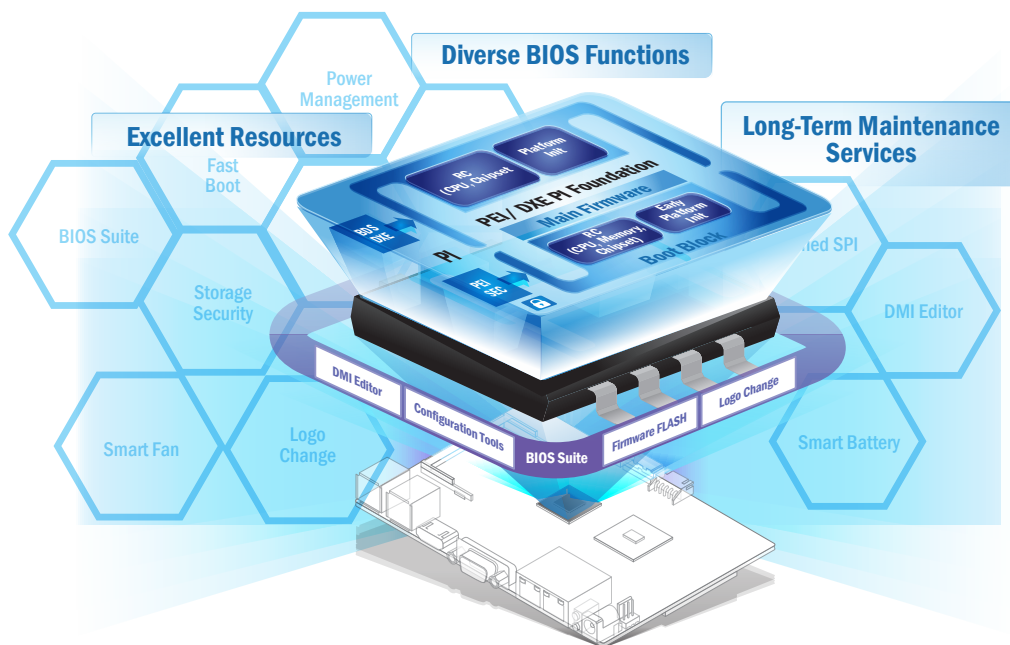 Diverse BIOS Functions
Excellent Resources
Long-Term Maintenance
Services
Power
Management
Fast
Boot
BIOS Suite
Storage
Security
Smart Fan
Logo
Change
SPI
DMI Editor
Smart Battery
RC
(CPU, Chipset
Platform
Init
PEI/ DXE PI Foundation
Main Firmware
BDS
DXE
PI
RC
(CPU, Memory,
Chipset)
Early
Platform
Init
Boot Block
PEI
SEC
DMI Editor
Configuration Tools
BIOS Suite
Firmware FLASH
Logo Change